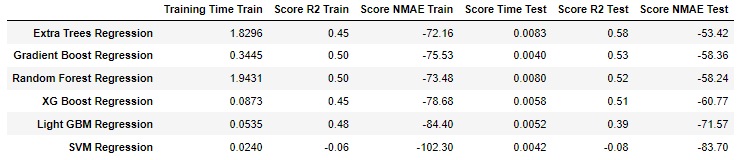 Training Time Train Score R2 Train Score NMAE Train Score Time Test Score R2 Test Score NMAE Test
Extra Trees Regression 1.8296 0.45 -72.16 0.0083 0.58 -53.42
Gradient Boost Regression 0.3445 0.50 -75.53 0.0040 0.53 -58.36
Random Forest Regression 1.9431 0.50 -73.48 0.0080 0.52 -58.24
XG Boost Regression 0.0873 0.45 -78.68 0.0058 0.51 -60.77
Light GBM Regression 0.0535 0.48 -84.40 0.0052 0.39 -71.57
SVM Regression 0.0240 -0.06 -102.30 0.0042 -0.08 -83.70